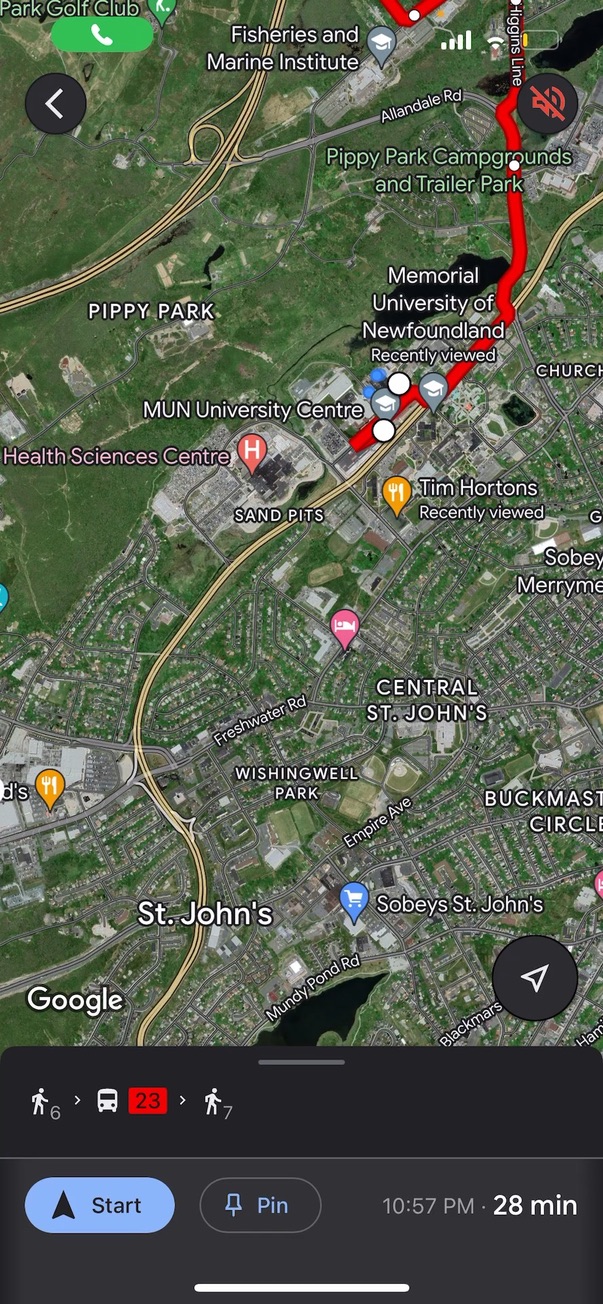 Park Golf Club
Fisheries and
Marine Institute
Higgins Line
Allandale Rd
Pippy Park Campgrounds
and Trailer Park
PIPPY PARK
Memorial
University of
Newfoundland
Recently viewed
CHURCH
MUN University Centre
Health Sciences Centre
H
Tim Hortons
Recently viewed
SAND PITS
G
Sobey
Merryme
CENTRAL
ST. JOHN'S
Freshwater Rd
WISHINGWELL
PARK
d's
BUCKMAST
CIRCLE
Empire Ave
St. John's
Sobeys St. John's
Mundy Pond Rd
Google
Blackmars
Ham
6 > 23 > 7
Start
Pin
10:57 PM · 28 min